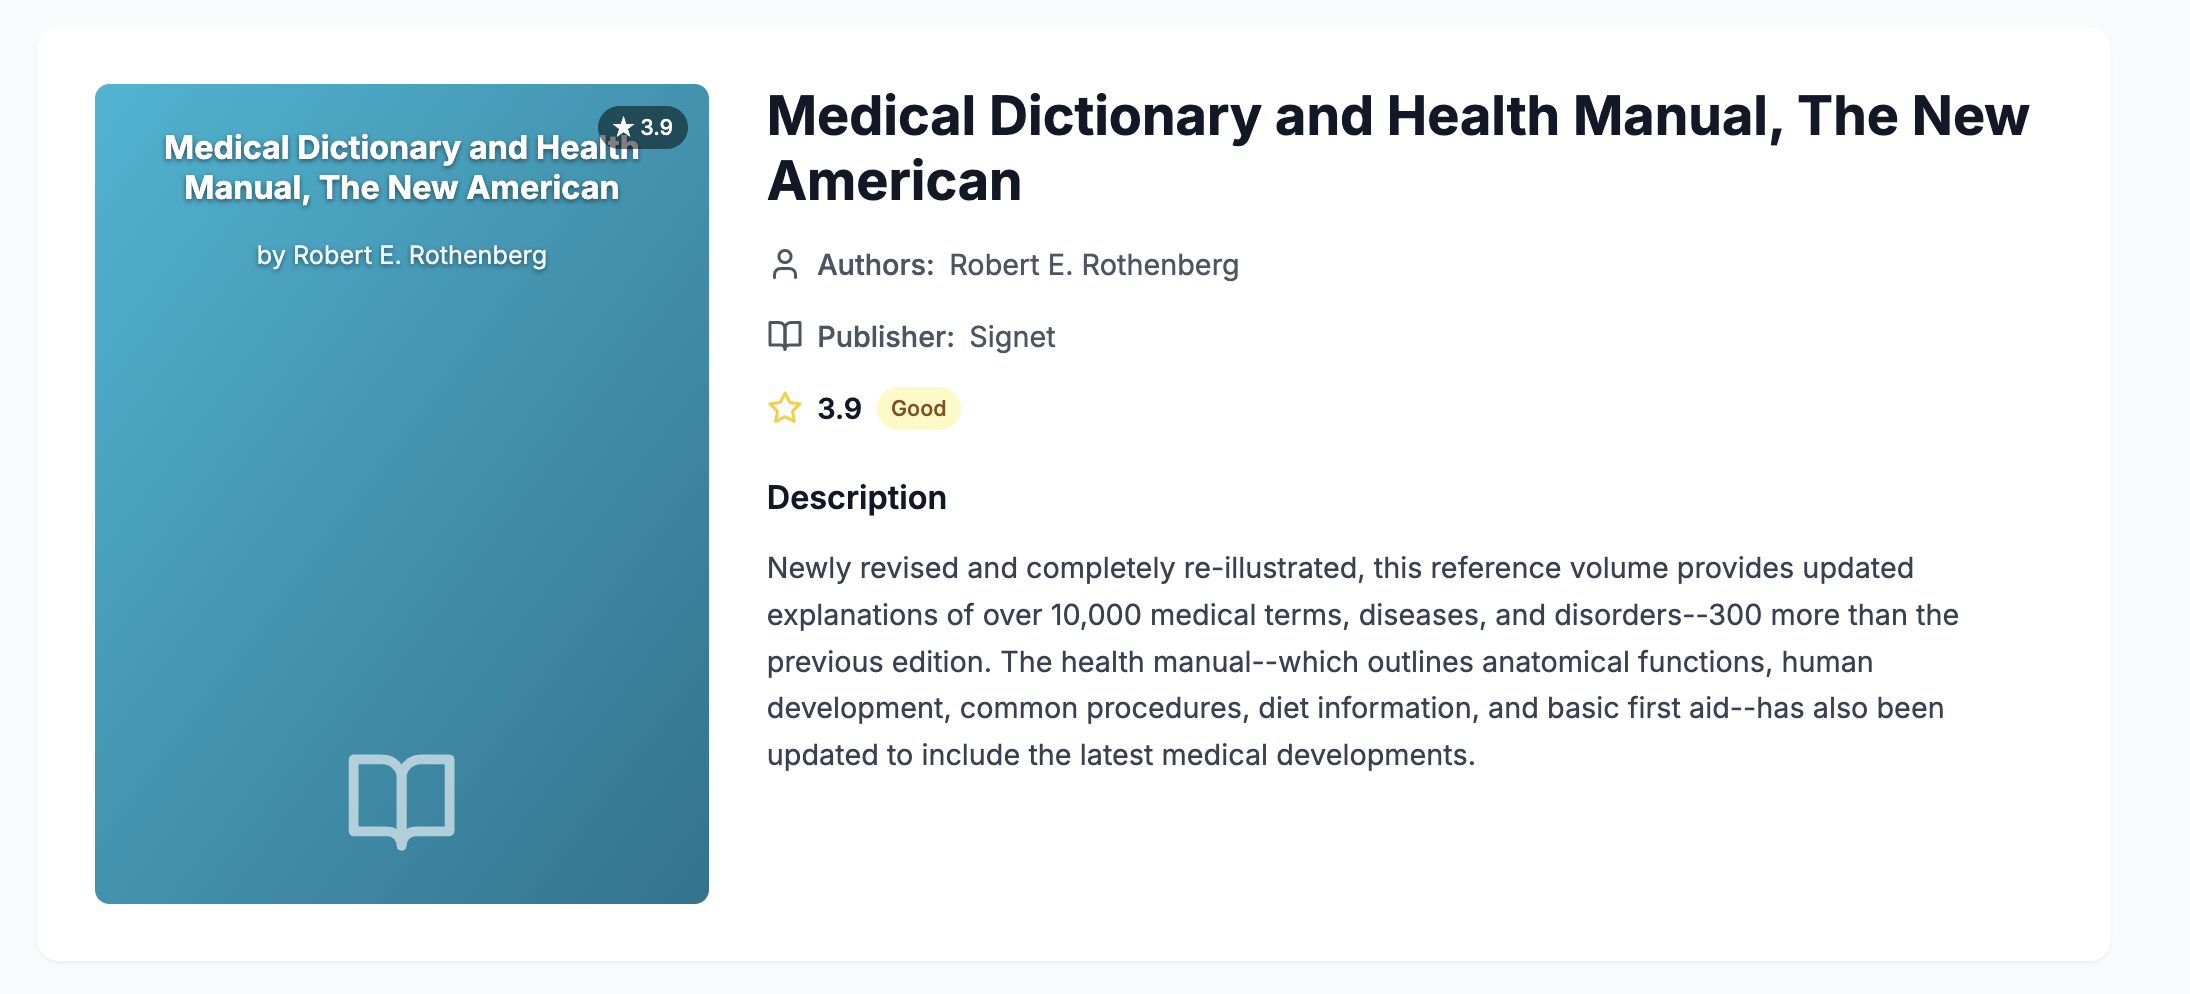 ★ 3.9
Medical Dictionary and Health
Manual, The New American
by Robert E. Rothenberg
Medical Dictionary and Health Manual, The New
American
Authors: Robert E. Rothenberg
Publisher: Signet
3.9 Good
Description
Newly revised and completely re-illustrated, this reference volume provides updated
explanations of over 10,000 medical terms, diseases, and disorders--300 more than the
previous edition. The health manual--which outlines anatomical functions, human
development, common procedures, diet information, and basic first aid--has also been
updated to include the latest medical developments.